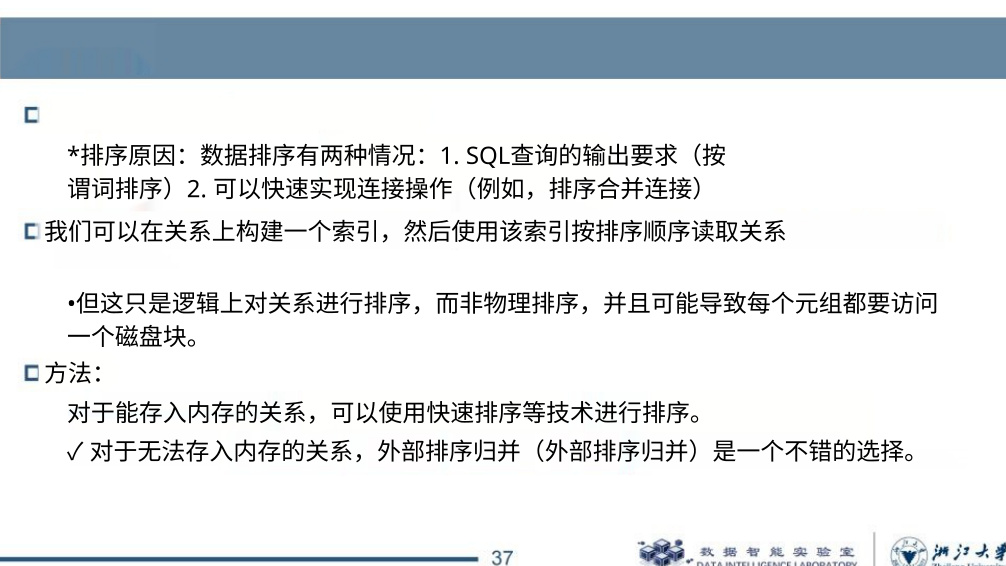 *排序原因：数据排序有两种情况：1. SQL查询的输出要求（按
谓词排序）2. 可以快速实现连接操作（例如，排序合并连接）
我们可以在关系上构建一个索引，然后使用该索引按排序顺序读取关系
•但这只是逻辑上对关系进行排序，而非物理排序，并且可能导致每个元组都要访问
一个磁盘块。
方法：
对于能存入内存的关系，可以使用快速排序等技术进行排序。
✓ 对于无法存入内存的关系，外部排序归并（外部排序归并）是一个不错的选择。
37
数据智能实验室
DATA INTELLIGENCE LABORATORY
浙江大学